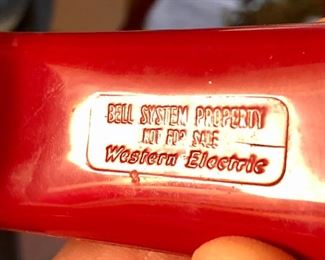 BELL SYSTEM PROPERTY
NOT FOR SALE
Western Electric